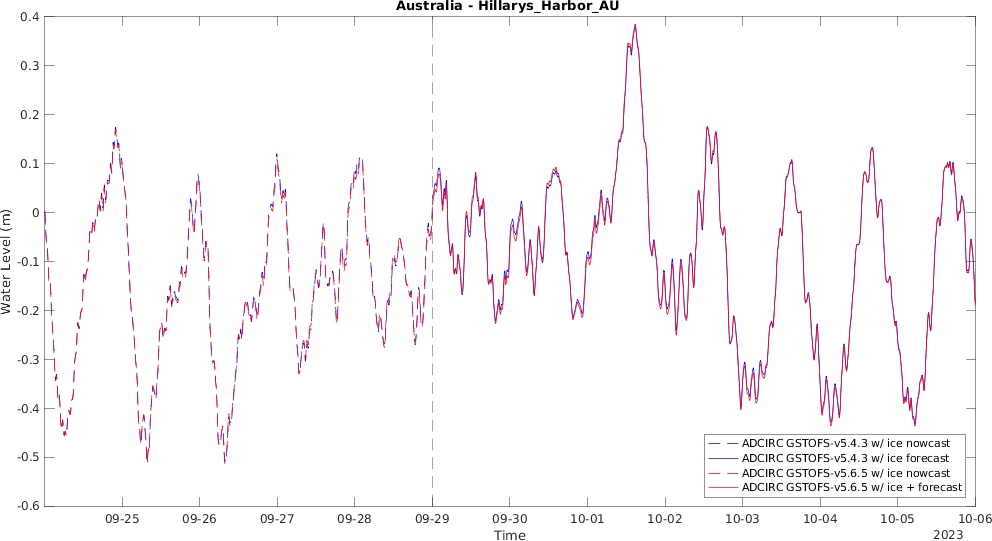 Australia - Hillarys_Harbor_AU
Water Level (m)
0.4
0.3
0.2
0.1
0
-0.1
-0.2
-0.3
-0.4
-0.5
-0.6
ADCIRC GSTOFS-v5.4.3 w/ ice nowcast
ADCIRC GSTOFS-v5.4.3 w/ ice forecast
ADCIRC GSTOFS-v5.6.5 w/ ice nowcast
ADCIRC GSTOFS-v5.6.5 w/ ice + forecast
09-25 09-26 09-27 09-28 09-29 09-30 10-01 10-02 10-03 10-04 10-05 10-06
Time
2023